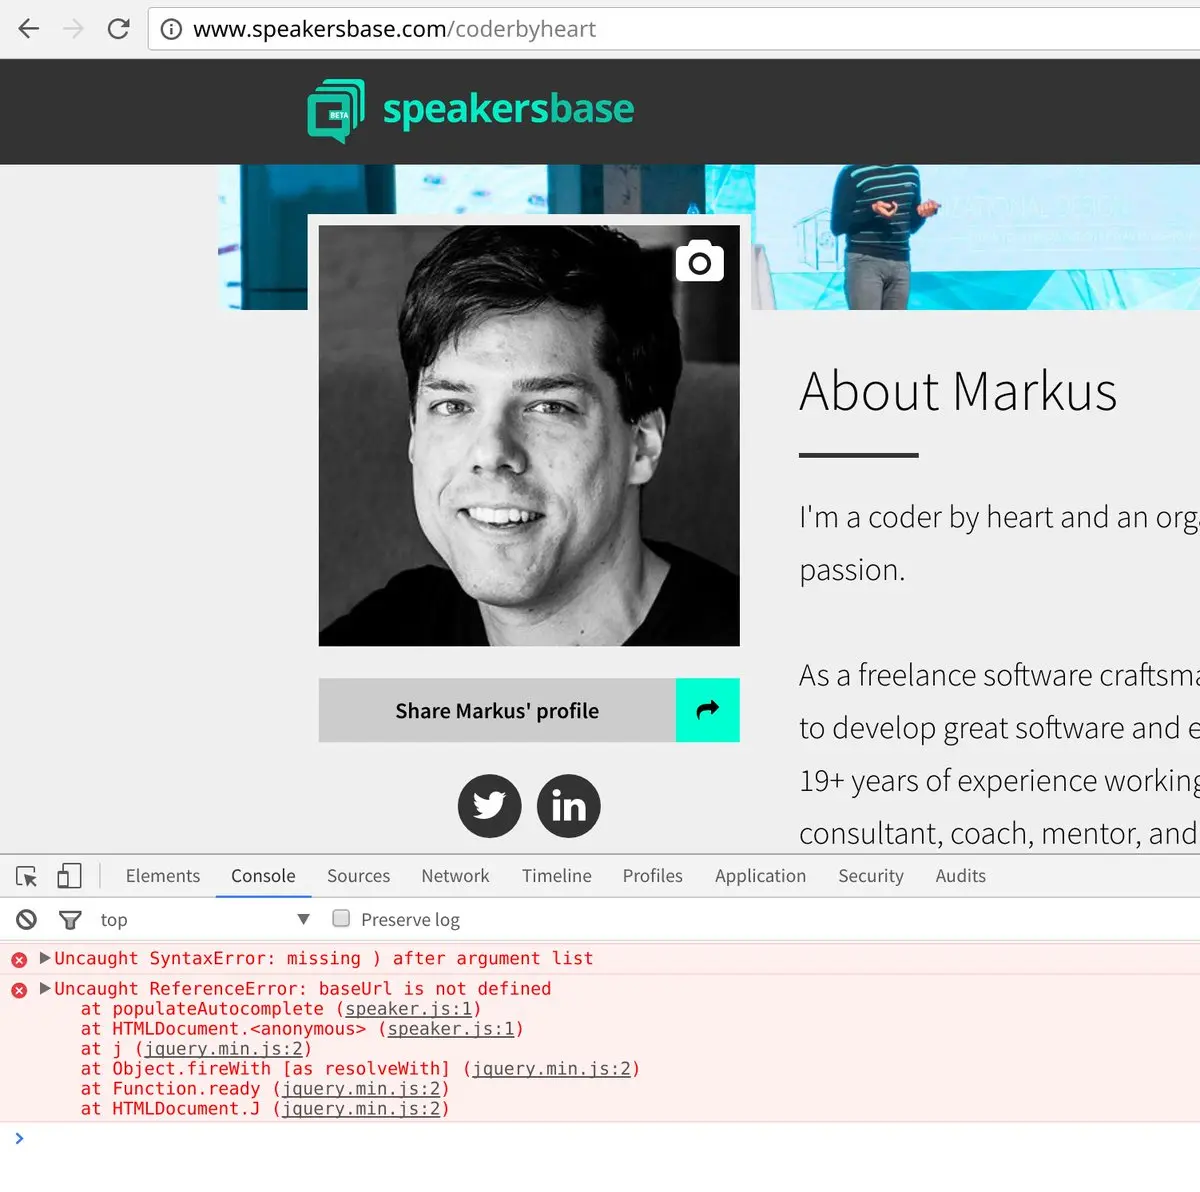 www.speakersbase.com/coderbyheart
BETA
speakersbase
About Markus
I'm a coder by heart and an
passion.
As a freelance software
to develop great software and
19+ years of experience working
consultant, coach, mentor, and
Share Markus' profile
in
Elements Console Sources Network Timeline Profiles Application Security Audits
top Preserve log
Uncaught SyntaxError: missing ) after argument list
Uncaught ReferenceError: baseUrl is not defined
at populateAutocomplete (speaker.js:1)
at HTMLDocument.<anonymous> (speaker.js:1)
at j (jquery.min.js:2)
at Object.fireWith [as resolveWith] (jquery.min.js:2)
at Function.ready (jquery.min.js:2)
at HTMLDocument.J (jquery.min.js:2)